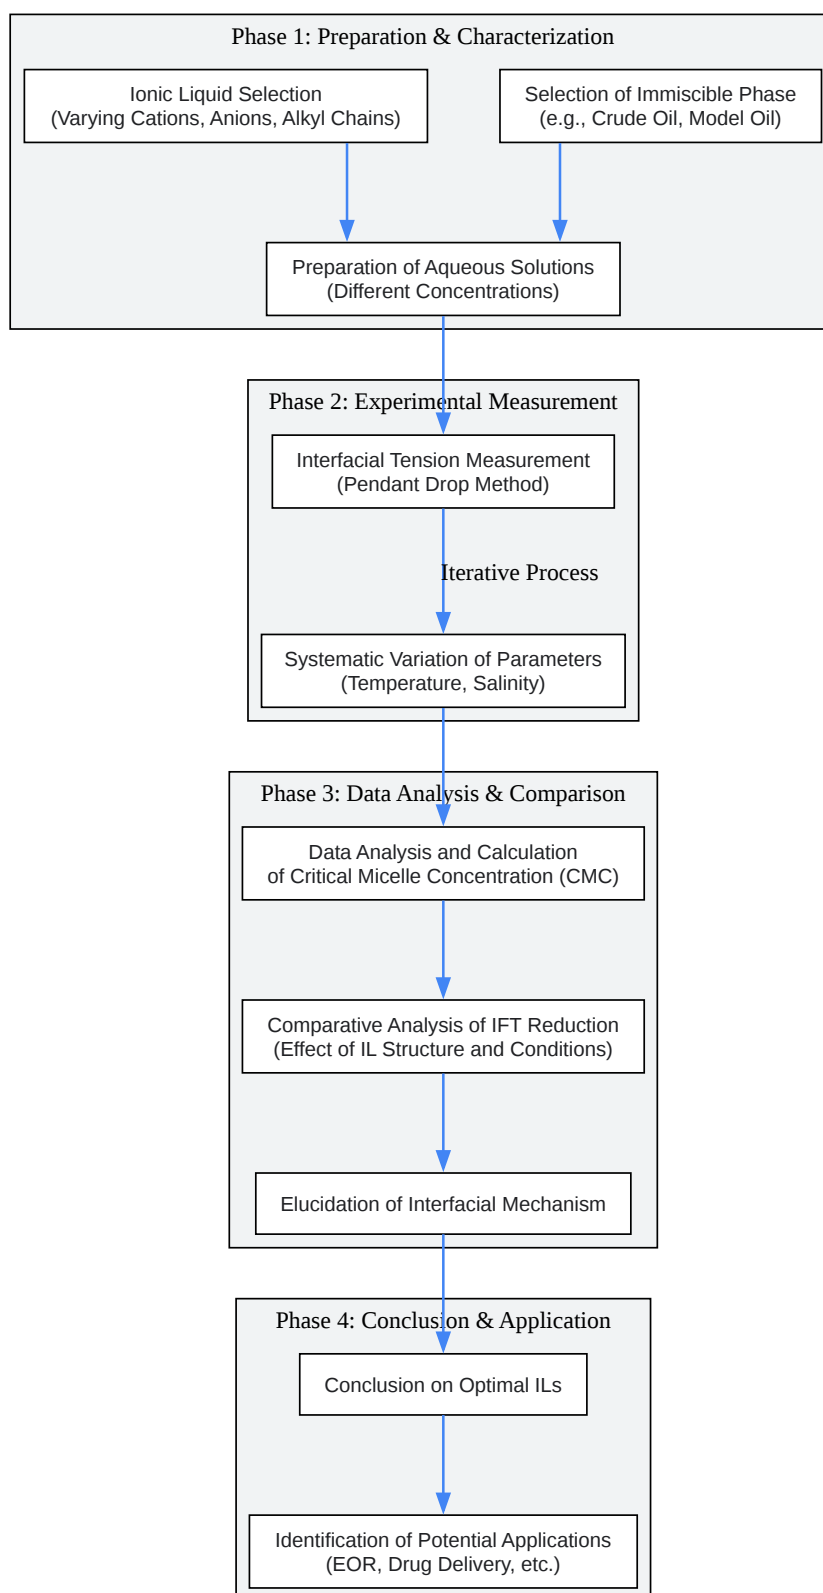 Phase 1: Preparation & Characterization
Ionic Liquid Selection
(Varying Cations, Anions, Alkyl Chains)
Selection of Immiscible Phase
(e.g., Crude Oil, Model Oil)
Preparation of Aqueous Solutions
(Different Concentrations)
Phase 2: Experimental Measurement
Interfacial Tension Measurement
(Pendant Drop Method)
Iterative Process
Systematic Variation of Parameters
(Temperature, Salinity)
Phase 3: Data Analysis & Comparison
Data Analysis and Calculation
of Critical Micelle Concentration (CMC)
Comparative Analysis of IFT Reduction
(Effect of IL Structure and Conditions)
Elucidation of Interfacial Mechanism
Phase 4: Conclusion & Application
Conclusion on Optimal ILs
Identification of Potential Applications
(EOR, Drug Delivery, etc.)